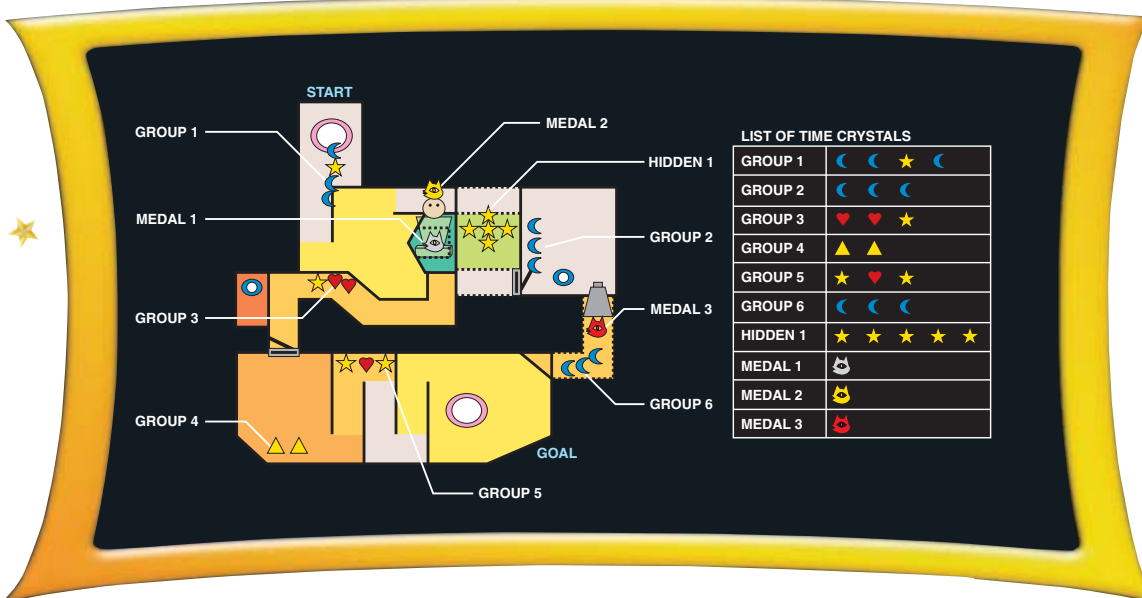 START
GROUP 1
MEDAL 2
HIDDEN 1
MEDAL 1
GROUP 2
GROUP 3
MEDAL 3
GROUP 4
GROUP 6
GOAL
GROUP 5
LIST OF TIME CRYSTALS
GROUP 1
GROUP 2
GROUP 3
GROUP 4
GROUP 5
GROUP 6
HIDDEN 1
MEDAL 1
MEDAL 2
MEDAL 3